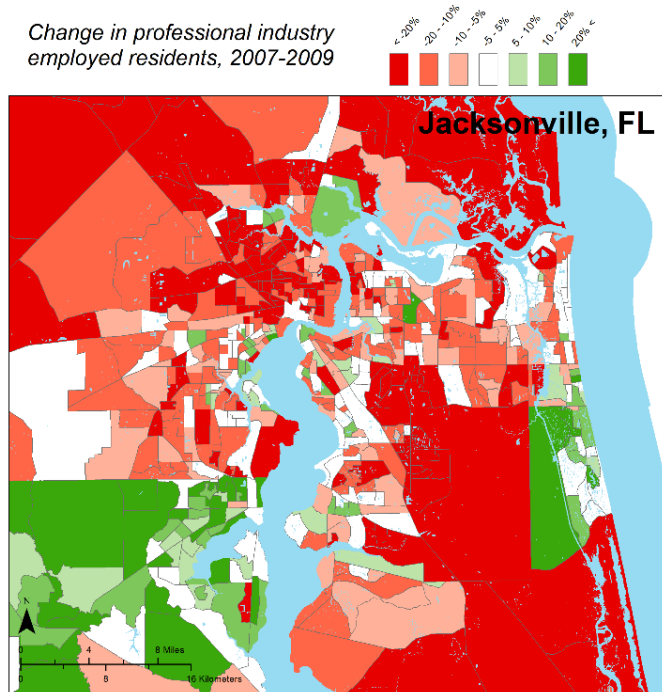 Change in professional industry
employed residents, 2007-2009
< -20%
-20 - -10%
-10 - -5%
-5 - 5%
5 - 10%
10 - 20%
20% <
Jacksonville, FL
N
0 4 8 Miles
0 8 16 Kilometers